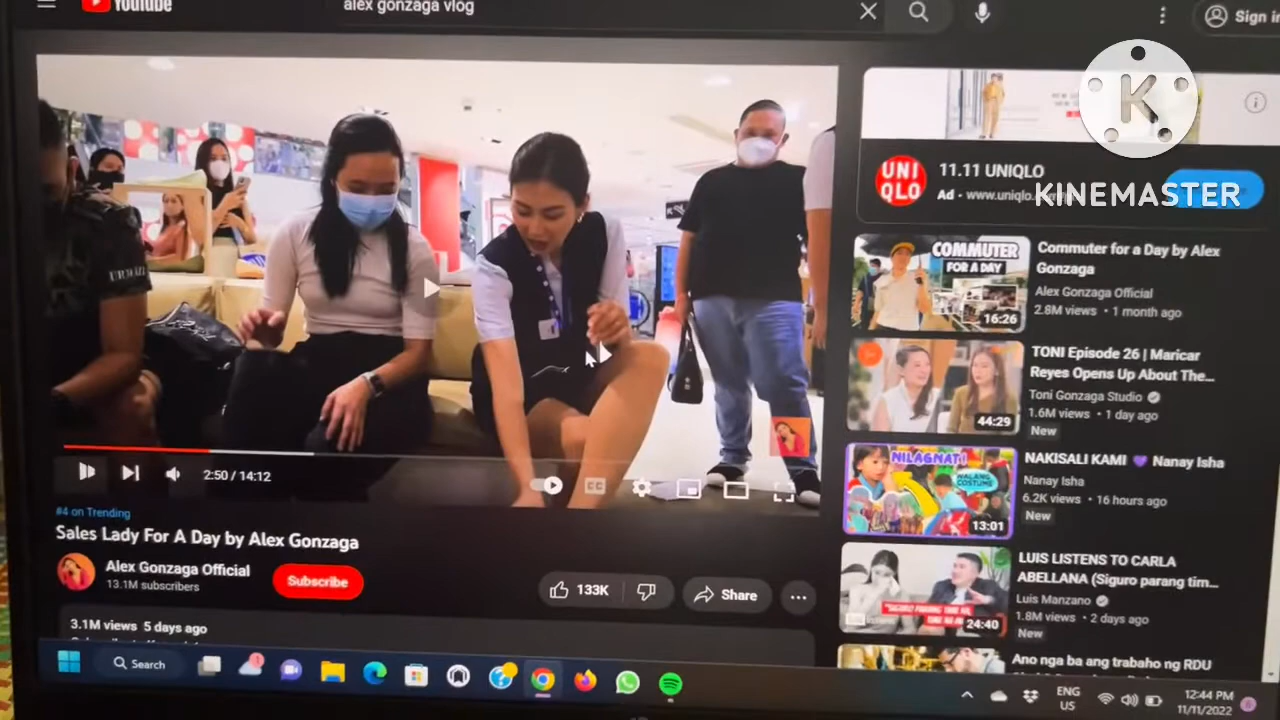 YouTube
alex gonzaga vlog
Sign in
K
KINEMASTER
UNI
QLO
11.11 UNIQLO
Ad · www.uniqlo.
COMMUTER
FOR A DAY
16:26
Commuter for a Day by Alex
Gonzaga
Alex Gonzaga Official
2.8M views · 1 month ago
44:29
TONI Episode 26 | Maricar
Reyes Opens Up About The...
Toni Gonzaga Studio
1.6M views · 1 day ago
New
NILAGNAT
WALANG
COSTUME
13:01
NAKISALI KAMI 💜 Nanay Isha
Nanay Isha
6.2K views · 16 hours ago
New
24:40
LUIS LISTENS TO CARLA
ABELLANA (Siguro parang tim...
Luis Manzano
1.8M views · 2 days ago
New
Ano nga ba ang trabaho ng RDU
2:50 / 14:12
CC
#4 on Trending
Sales Lady For A Day by Alex Gonzaga
Alex Gonzaga Official
13.1M subscribers
Subscribe
133K
Share
3.1M views 5 days ago
Search
ENG
US
12:44 PM
11/11/2022